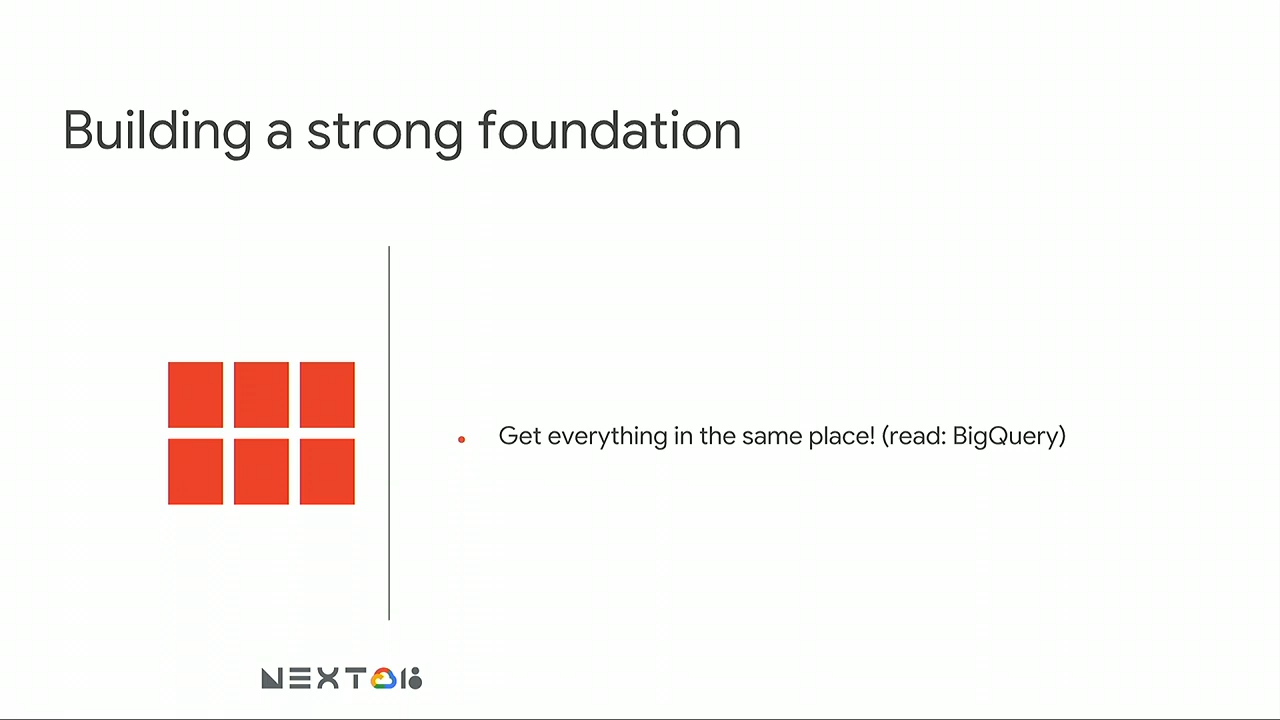 Building a strong foundation
• Get everything in the same place! (read: BigQuery)
NEXT 18